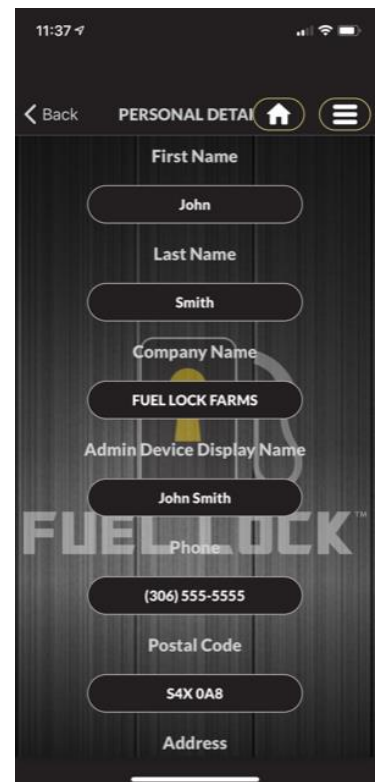 11:37
Back
PERSONAL DETAI
First Name
John
Last Name
Smith
Company Name
FUEL LOCK FARMS
Admin Device Display Name
John Smith
FUEL LOCK™
Phone
(306) 555-5555
Postal Code
S4X 0A8
Address